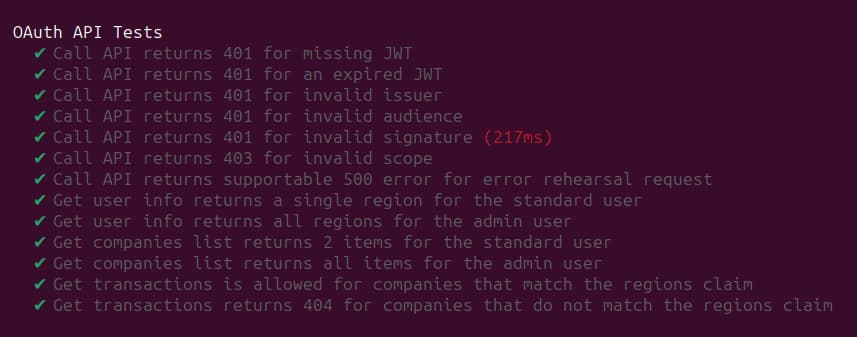 OAuth API Tests
✔ Call API returns 401 for missing JWT
✔ Call API returns 401 for an expired JWT
✔ Call API returns 401 for invalid issuer
✔ Call API returns 401 for invalid audience
✔ Call API returns 401 for invalid signature (217ms)
✔ Call API returns 403 for invalid scope
✔ Call API returns supportable 500 error for error rehearsal request
✔ Get user info returns a single region for the standard user
✔ Get user info returns all regions for the admin user
✔ Get companies list returns 2 items for the standard user
✔ Get companies list returns all items for the admin user
✔ Get transactions is allowed for companies that match the regions claim
✔ Get transactions returns 404 for companies that do not match the regions claim